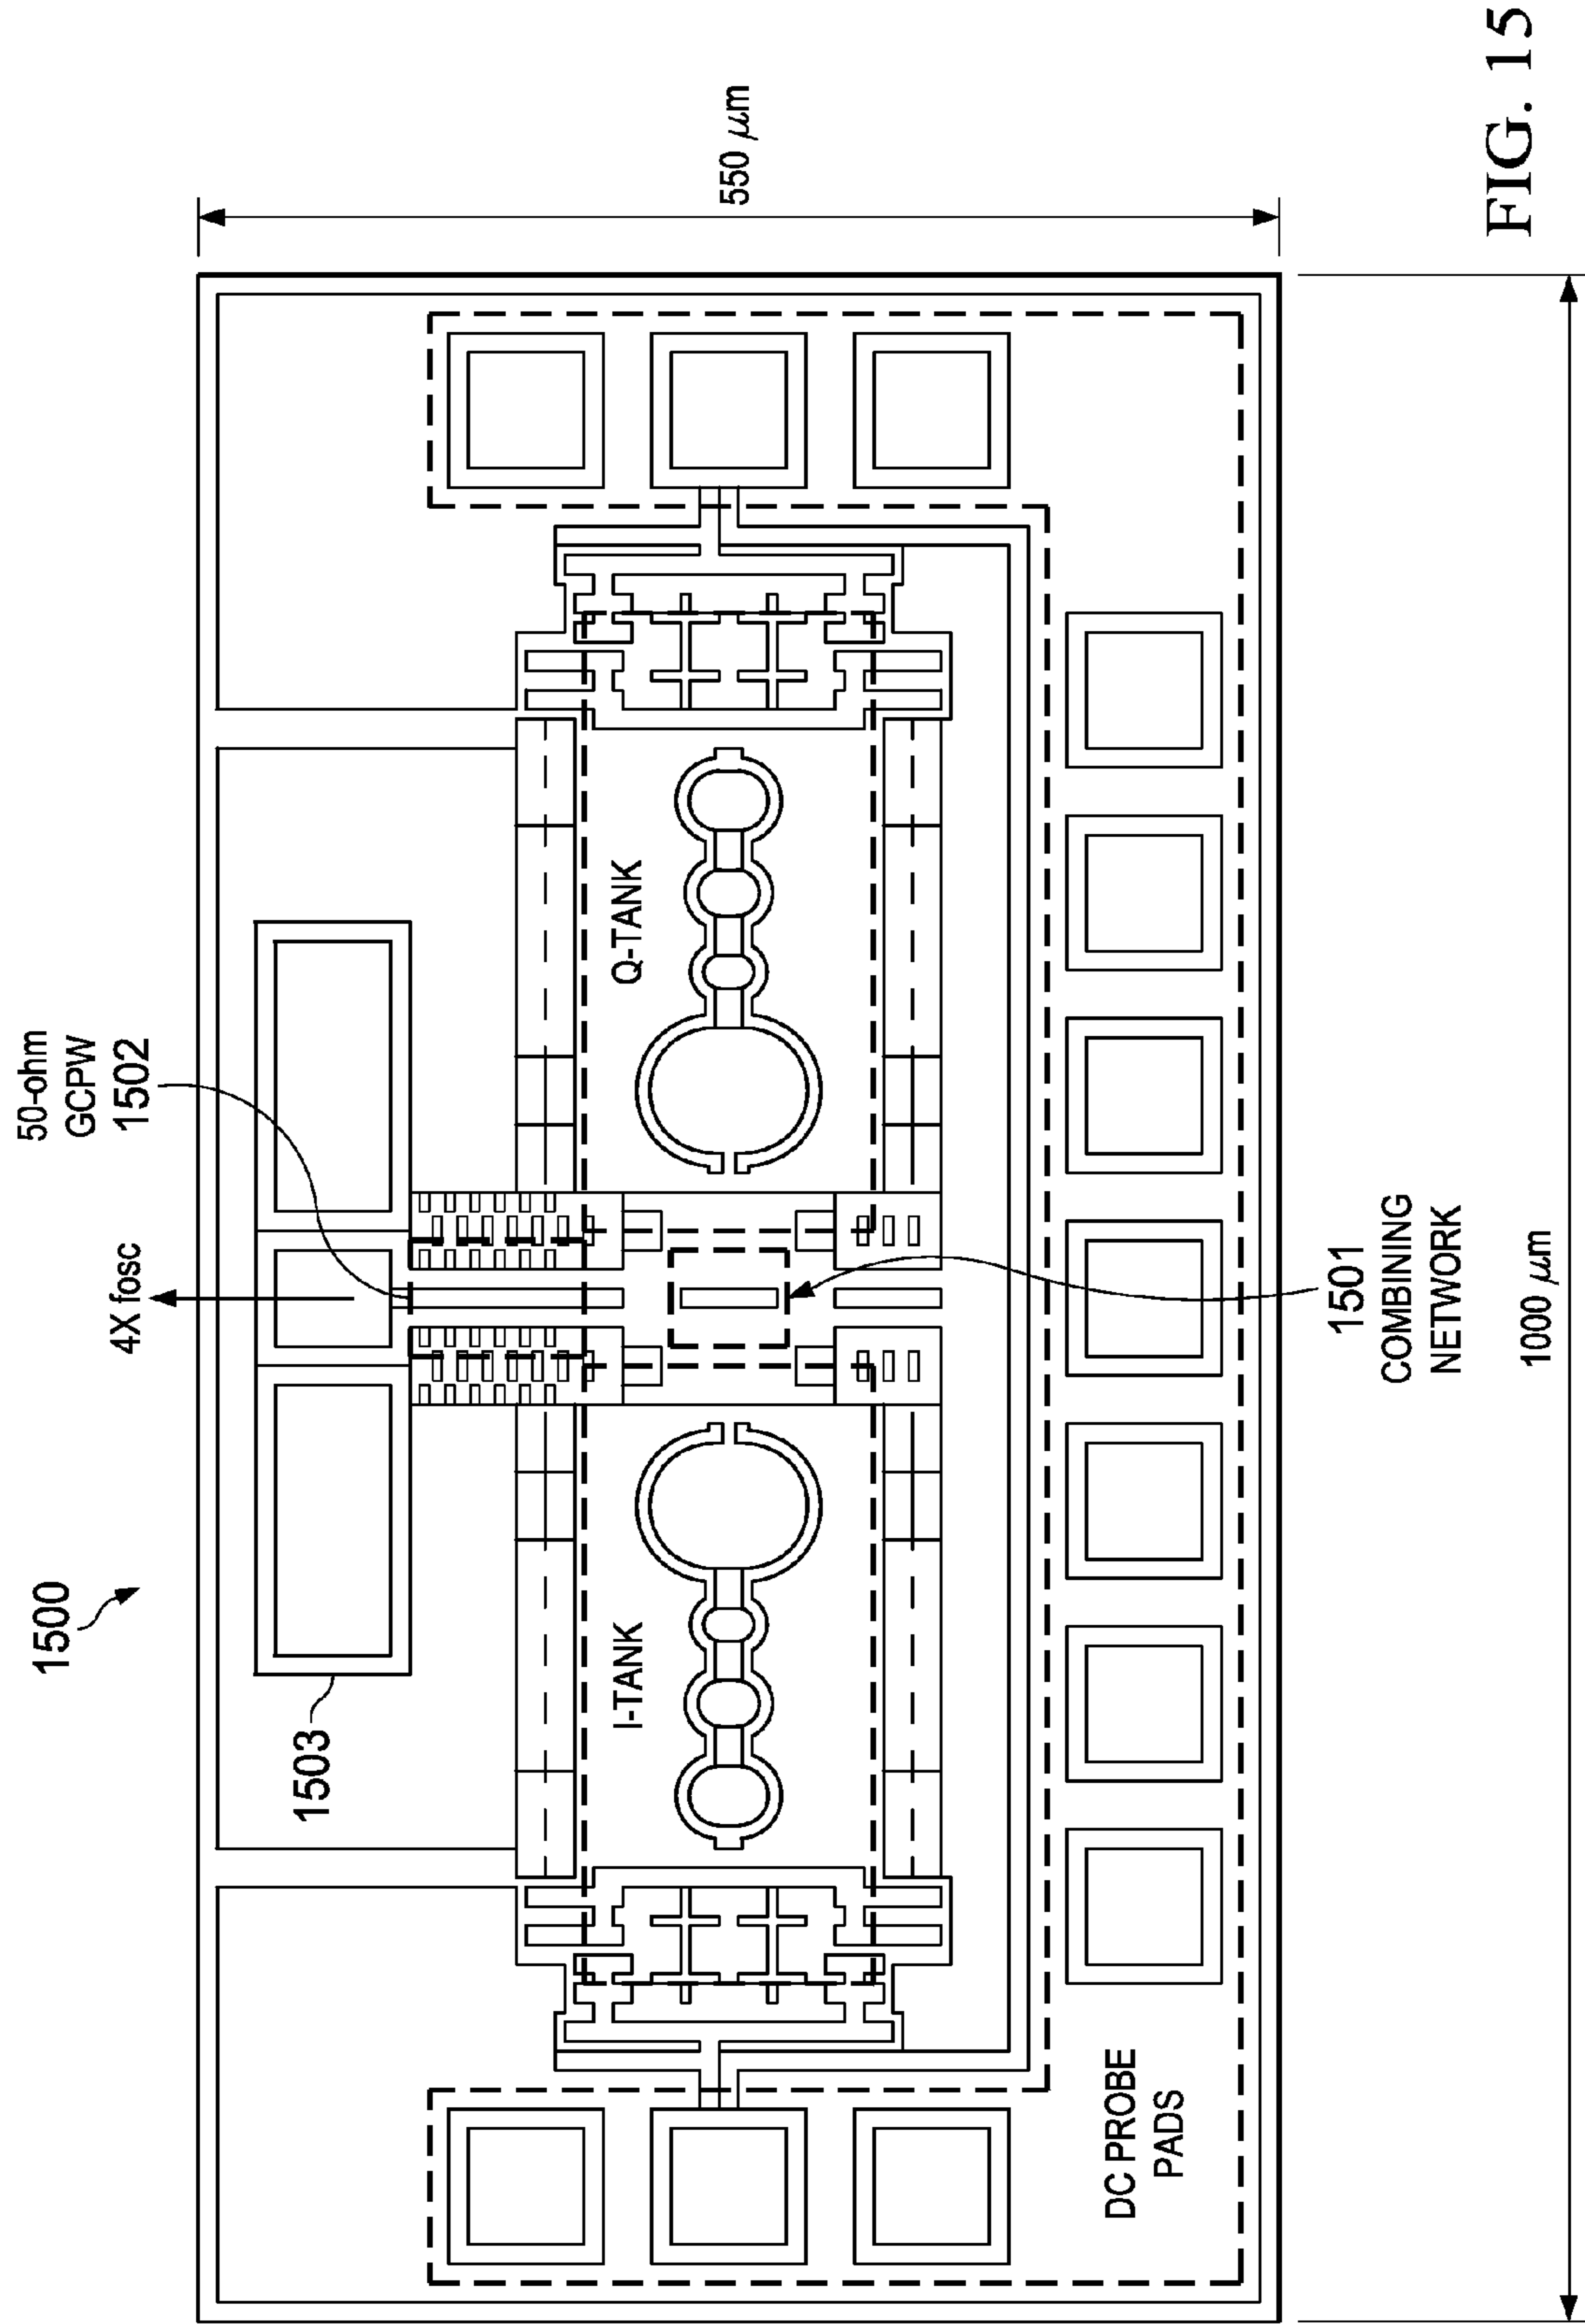 1500
50-ohm
GCPW
1502
4X fosc
1503
I-TANK
Q-TANK
550 μm
DC PROBE
PADS
1501
COMBINING
NETWORK
1000 μm
FIG. 15